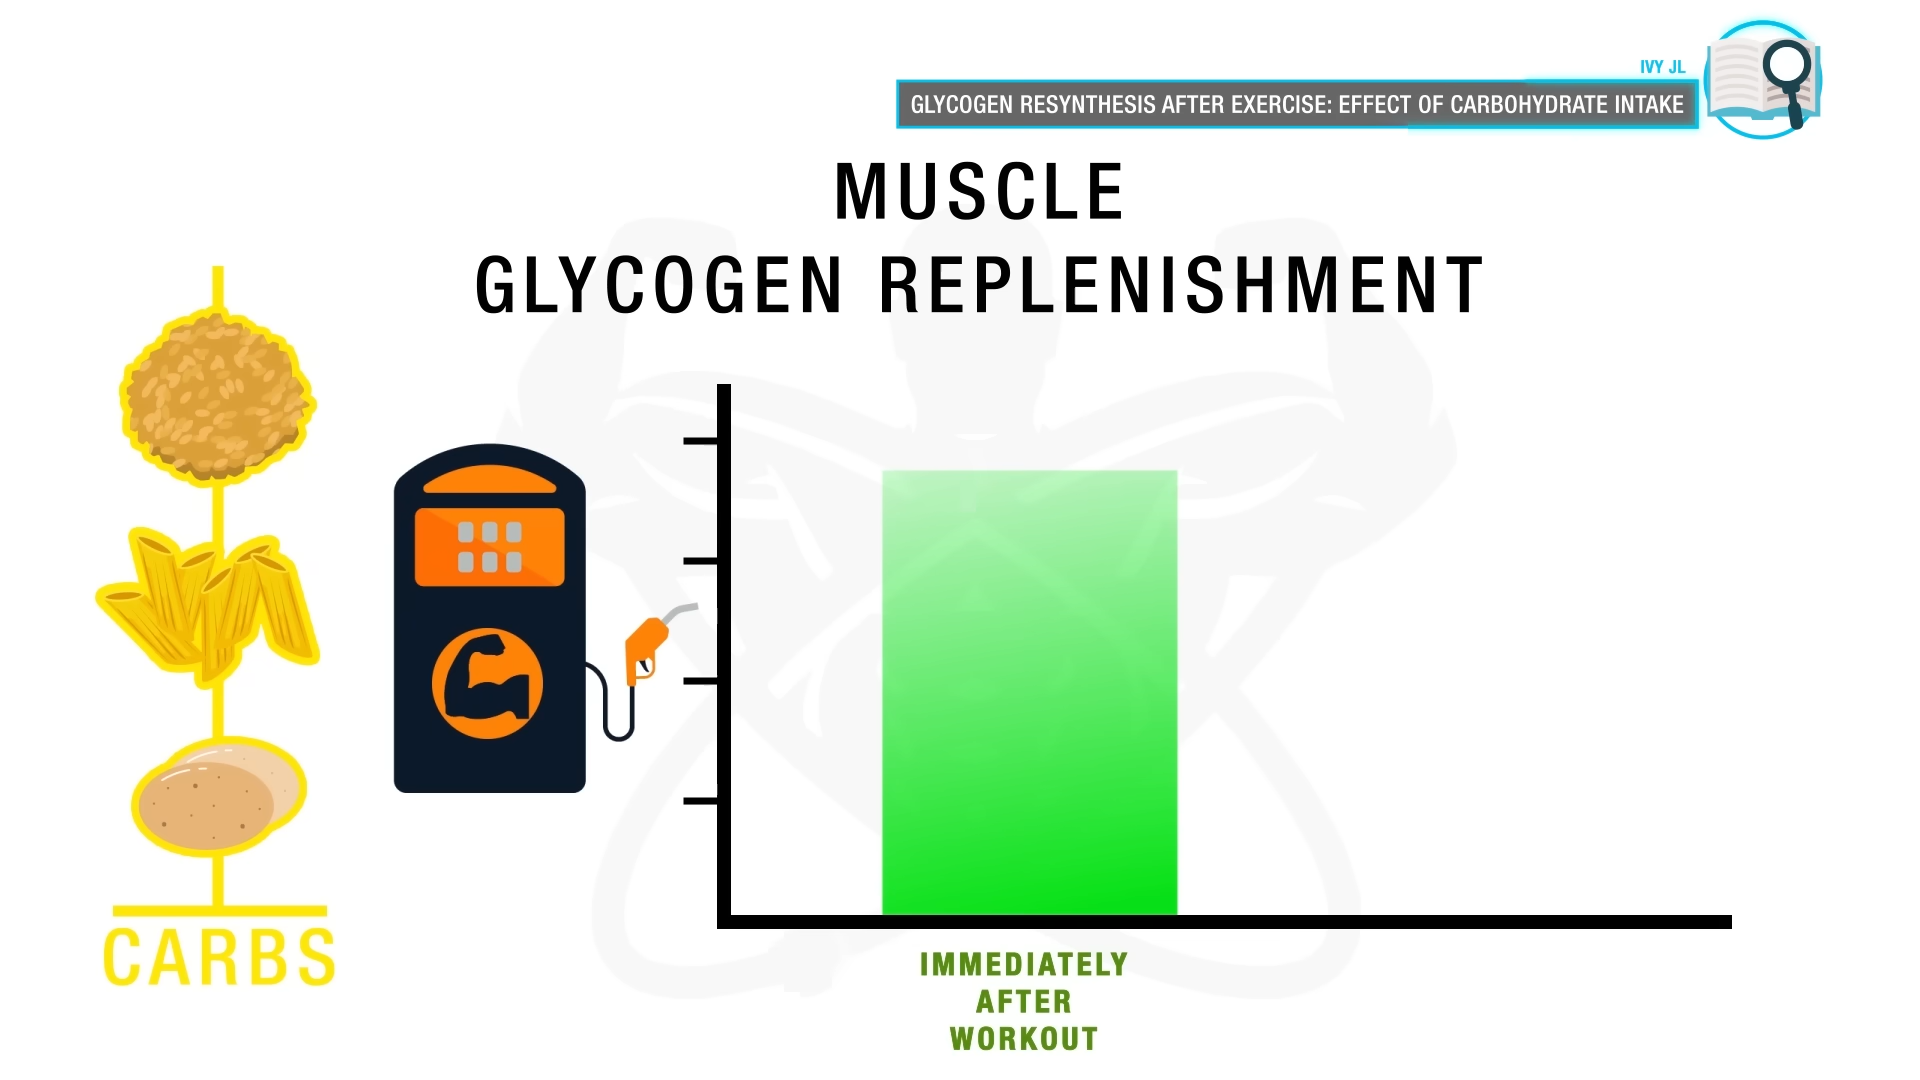 IVY JL
GLYCOGEN RESYNTHESIS AFTER EXERCISE: EFFECT OF CARBOHYDRATE INTAKE
MUSCLE
GLYCOGEN REPLENISHMENT
CARBS
IMMEDIATELY
AFTER
WORKOUT